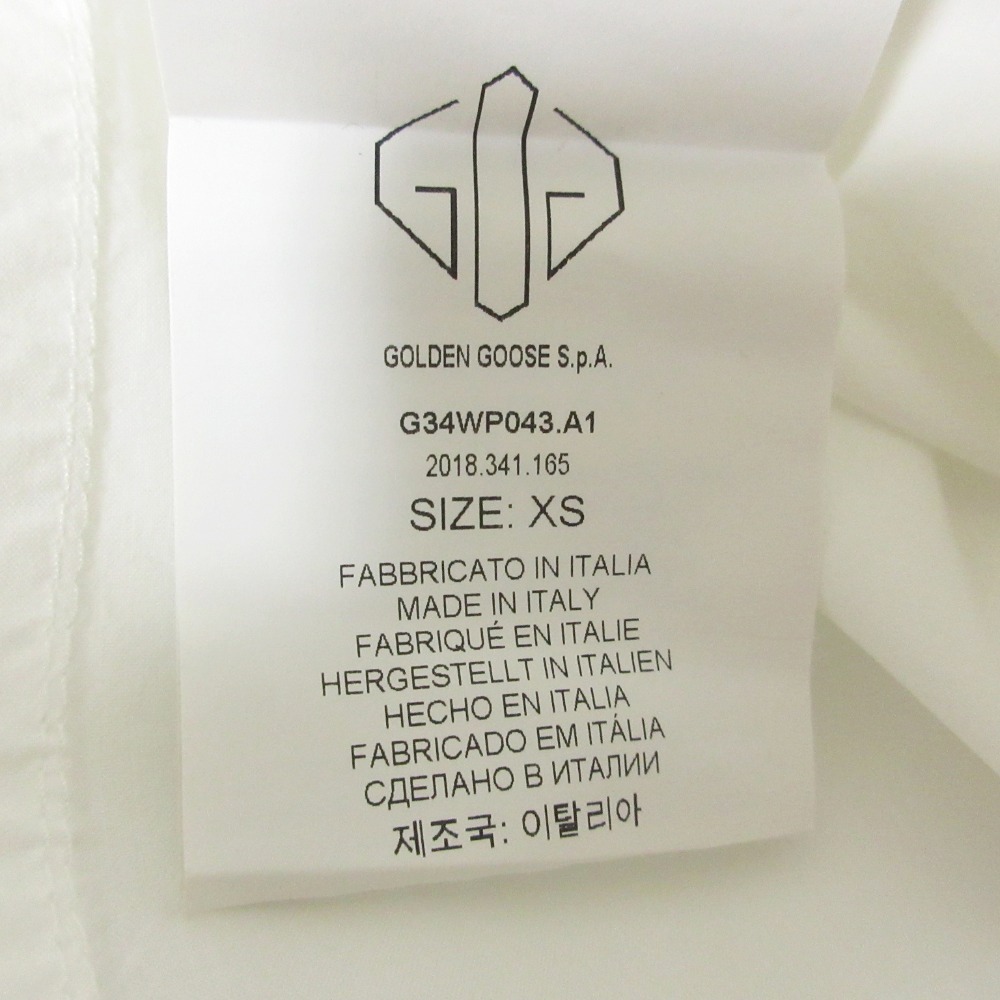 GOLDEN GOOSE S.p.A.
G34WP043.A1
2018.341.165
SIZE: XS
FABBRICATO IN ITALIA
MADE IN ITALY
FABRIQUÉ EN ITALIE
HERGESTELLT IN ITALIEN
HECHO EN ITALIA
FABRICADO EM ITÁLIA
СДЕЛАНО В ИТАЛИИ
제조국: 이탈리아